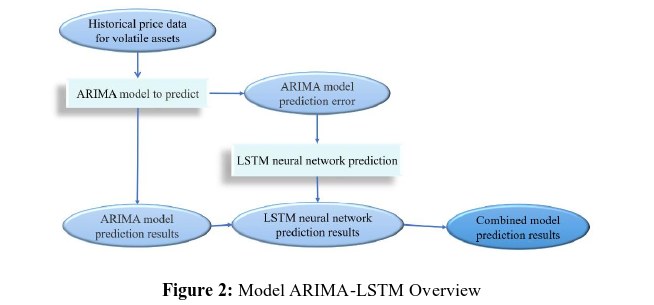 Historical price data
for volatile assets
ARIMA model to predict
ARIMA model
prediction error
LSTM neural network prediction
ARIMA model
prediction results
LSTM neural network
prediction results
Combined model
prediction results
Figure 2: Model ARIMA-LSTM Overview